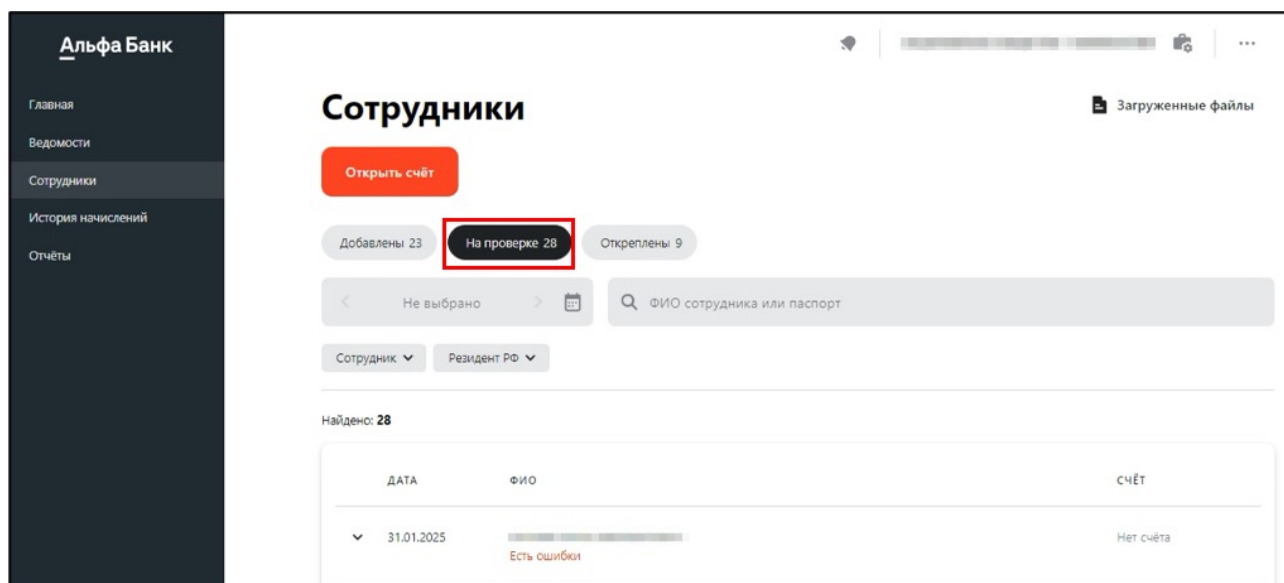 Альфа Банк
...
Главная
Сотрудники
Загруженные файлы
Ведомости
Открыть счёт
Сотрудники
История начислений
Добавлены 23
На проверке 28
Откреплены 9
Отчёты
Не выбрано
ФИО сотрудника или паспорт
Сотрудник
Резидент РФ
Найдено: 28
ДАТА ФИО СЧЁТ
31.01.2025 Нет счёта
Есть ошибки